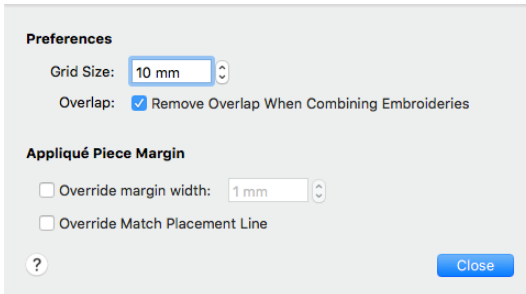 Preferences
Grid Size: 10 mm
Overlap: Remove Overlap When Combining Embroideries
Appliqué Piece Margin
Override margin width: 1 mm
Override Match Placement Line
? Close